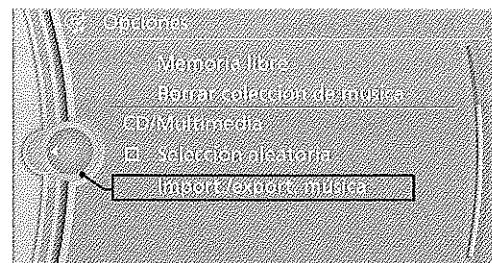 Opciones
Memoria libre
Borrar colección de música
CD/Multimedia
Selección aleatoria
Import./export. música